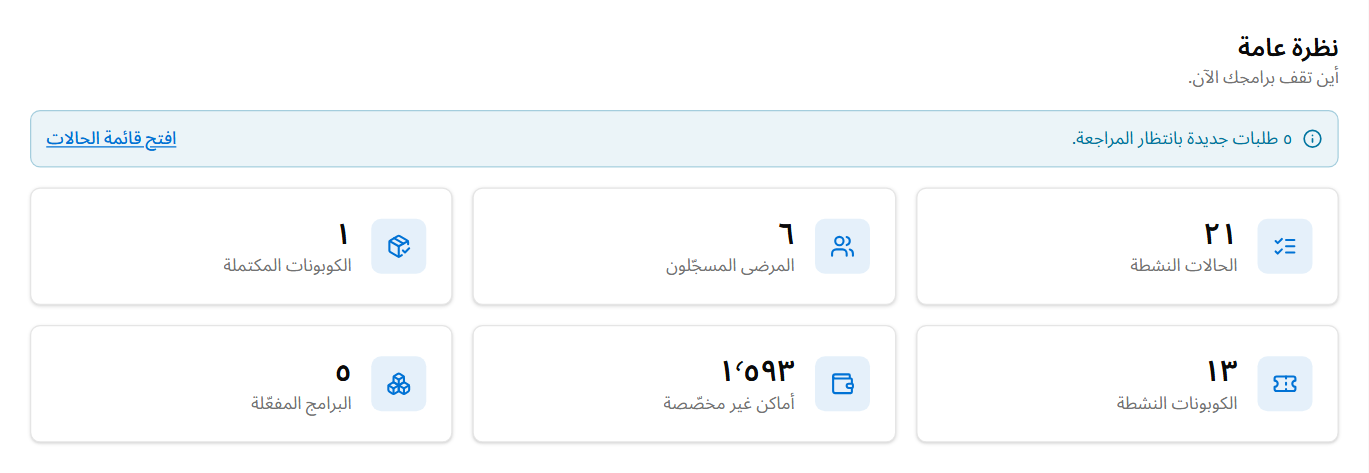 نظرة عامة
أين تقف برامجك الآن.
٥ طلبات جديدة بانتظار المراجعة.
افتح قائمة الحالات
٢١
الحالات النشطة
٦
المرضى المسجّلون
١
الكوبونات المكتملة
١٣
الكوبونات النشطة
١٬٥٩٣
أماكن غير مخصّصة
٥
البرامج المفعّلة